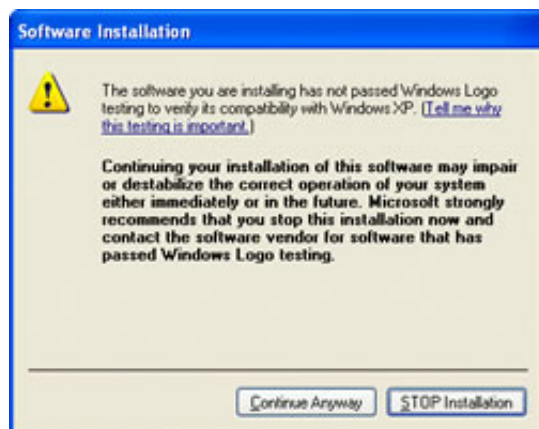 Software Installation
The software you are installing has not passed Windows Logo
testing to verify its compatibility with Windows XP. (Tell me why
this testing is important.)
Continuing your installation of this software may impair
or destabilize the correct operation of your system
either immediately or in the future. Microsoft strongly
recommends that you stop this installation now and
contact the software vendor for software that has
passed Windows Logo testing.
Continue Anyway
STOP Installation